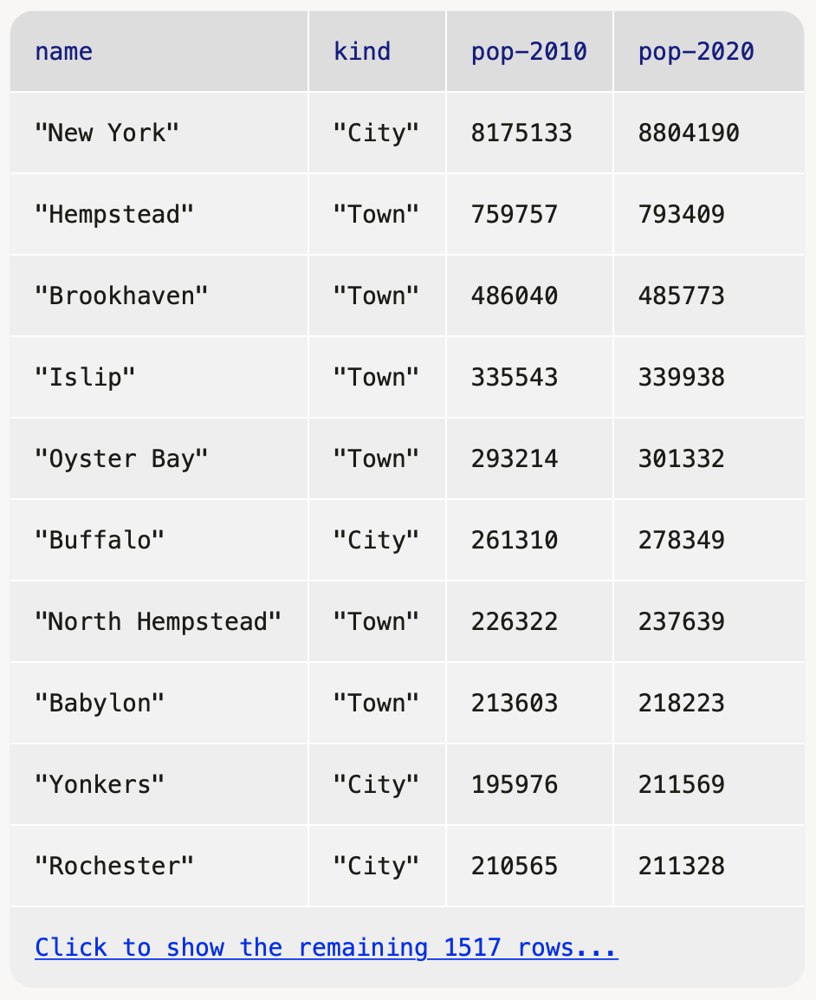 name kind pop-2010 pop-2020
"New York" "City" 8175133 8804190
"Hempstead" "Town" 759757 793409
"Brookhaven" "Town" 486040 485773
"Islip" "Town" 335543 339938
"Oyster Bay" "Town" 293214 301332
"Buffalo" "City" 261310 278349
"North Hempstead" "Town" 226322 237639
"Babylon" "Town" 213603 218223
"Yonkers" "City" 195976 211569
"Rochester" "City" 210565 211328
Click to show the remaining 1517 rows...